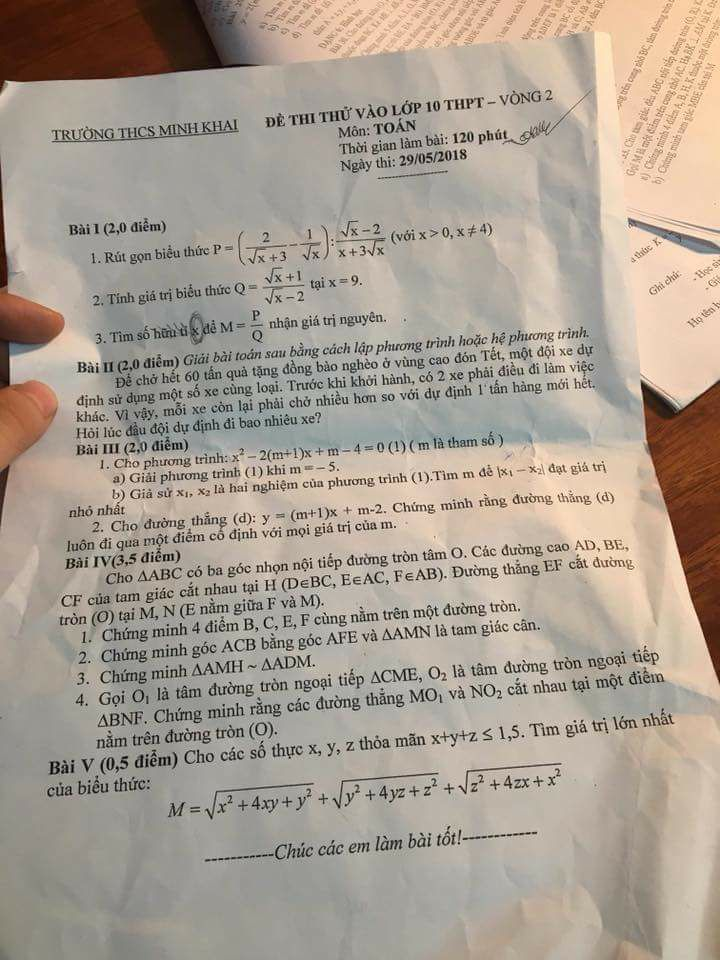 TRƯỜNG THCS MINH KHAI
ĐỀ THI THỬ VÀO LỚP 10 THPT – VÒNG 2
Môn: TOÁN
Thời gian làm bài: 120 phút
Ngày thi: 29/05/2018
Bài I (2,0 điểm)
1. Rút gọn biểu thức P = (2/(√x + 3) − 1/√x) : (√x − 2)/(x + 3√x) (với x > 0, x ≠ 4)
2. Tính giá trị biểu thức Q = (√x + 1)/(√x − 2) tại x = 9.
3. Tìm số hữu tỉ x để M = P/Q nhận giá trị nguyên.
Bài II (2,0 điểm) Giải bài toán sau bằng cách lập phương trình hoặc hệ phương trình.
Để chở hết 60 tấn quà tặng đồng bào nghèo ở vùng cao đón Tết, một đội xe dự
định sử dụng một số xe cùng loại. Trước khi khởi hành, có 2 xe phải điều đi làm việc
khác. Vì vậy, mỗi xe còn lại phải chở nhiều hơn so với dự định 1 tấn hàng mới hết.
Hỏi lúc đầu đội dự định đi bao nhiêu xe?
Bài III (2,0 điểm)
1. Cho phương trình: x² − 2(m+1)x + m − 4 = 0 (1) ( m là tham số )
a) Giải phương trình (1) khi m = − 5.
b) Giả sử x₁, x₂ là hai nghiệm của phương trình (1).Tìm m để |x₁ − x₂| đạt giá trị
nhỏ nhất
2. Cho đường thẳng (d): y = (m+1)x + m-2. Chứng minh rằng đường thẳng (d)
luôn đi qua một điểm cố định với mọi giá trị của m.
Bài IV(3,5 điểm)
Cho ΔABC có ba góc nhọn nội tiếp đường tròn tâm O. Các đường cao AD, BE,
CF của tam giác cắt nhau tại H (D∈BC, E∈AC, F∈AB). Đường thẳng EF cắt đường
tròn (O) tại M, N (E nằm giữa F và M).
1. Chứng minh 4 điểm B, C, E, F cùng nằm trên một đường tròn.
2. Chứng minh góc ACB bằng góc AFE và ΔAMN là tam giác cân.
3. Chứng minh ΔAMH ~ ΔADM.
4. Gọi O₁ là tâm đường tròn ngoại tiếp ΔCME, O₂ là tâm đường tròn ngoại tiếp
ΔBNF. Chứng minh rằng các đường thẳng MO₁ và NO₂ cắt nhau tại một điểm
nằm trên đường tròn (O).
Bài V (0,5 điểm) Cho các số thực x, y, z thỏa mãn x+y+z ≤ 1,5. Tìm giá trị lớn nhất
của biểu thức:
M = √(x² + 4xy + y²) + √(y² + 4yz + z²) + √(z² + 4zx + x²)
-----------Chúc các em làm bài tốt!------------
Ghi chú:
- Học sin
Họ tên h